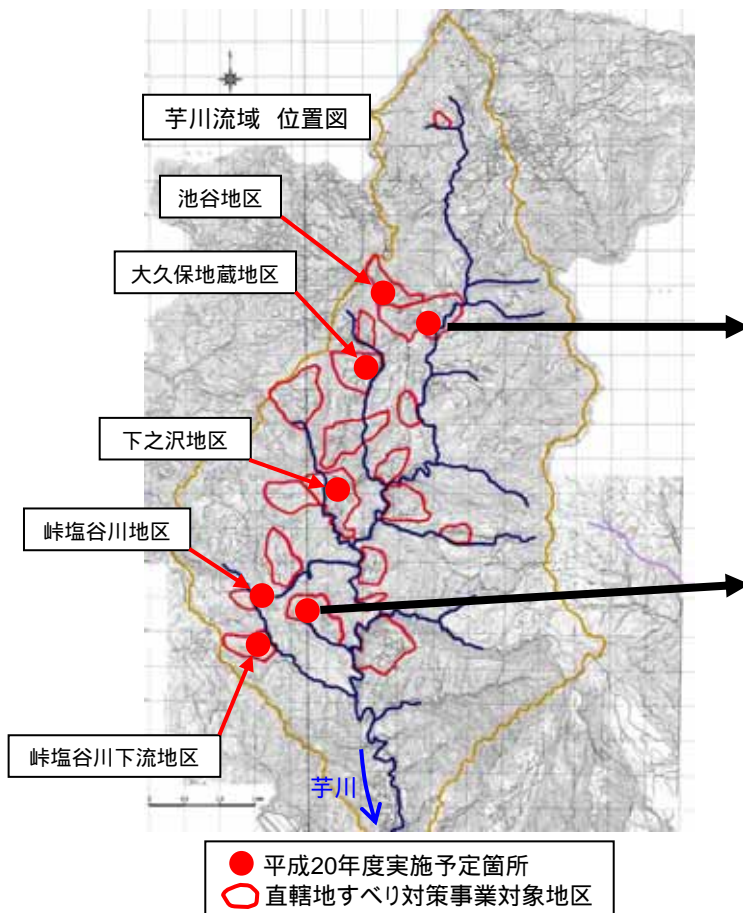 芋川流域 位置図
池谷地区
大久保地蔵地区
下之沢地区
峠塩谷川地区
峠塩谷川下流地区
芋川
平成20年度実施予定箇所
直轄地すべり対策事業対象地区